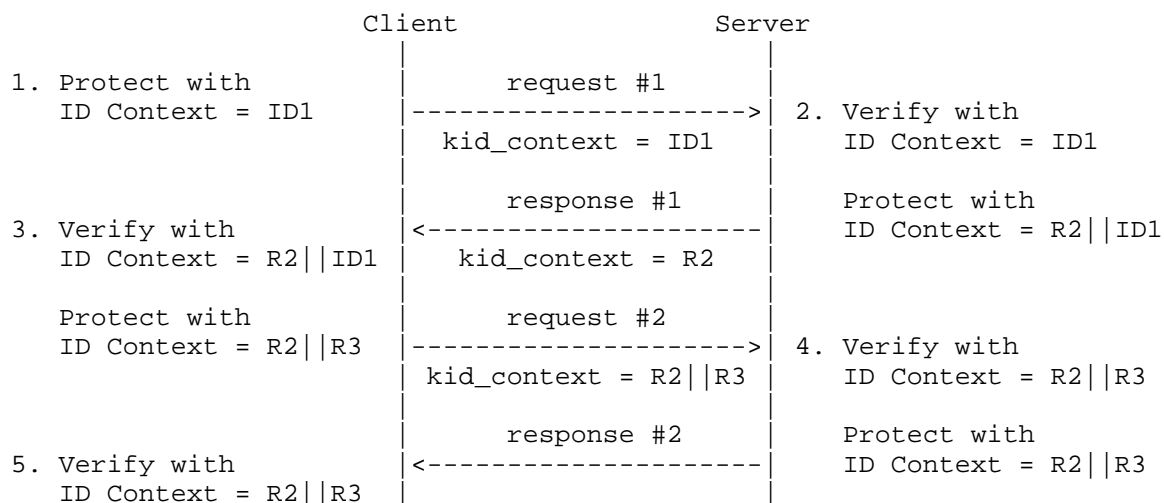 Client Server
1. Protect with request #1
ID Context = ID1 |--------------------->| 2. Verify with
kid_context = ID1 ID Context = ID1
response #1 Protect with
3. Verify with |<---------------------| ID Context = R2||ID1
ID Context = R2||ID1 kid_context = R2
Protect with request #2
ID Context = R2||R3 |--------------------->| 4. Verify with
kid_context = R2||R3 ID Context = R2||R3
response #2 Protect with
5. Verify with |<---------------------| ID Context = R2||R3
ID Context = R2||R3